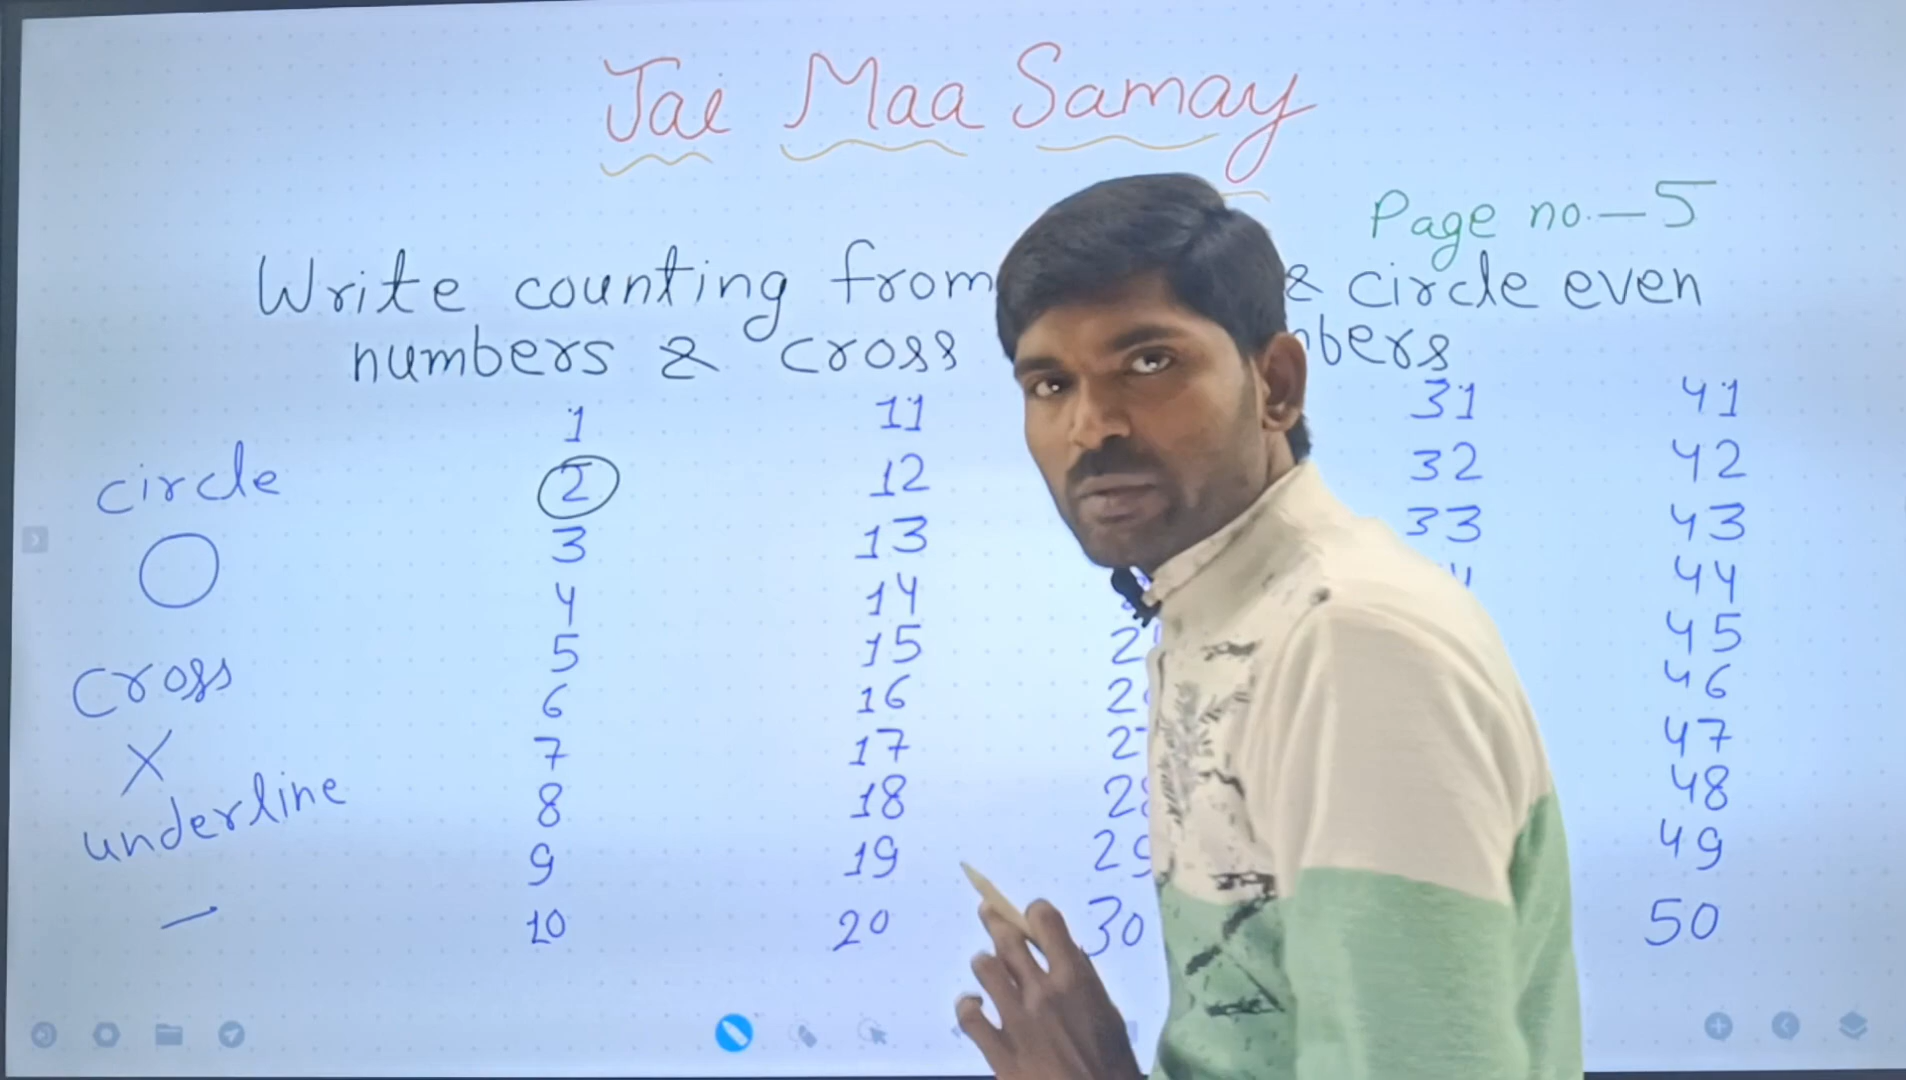 Jai Maa Samay
Page no.—5
Write counting from & circle even
numbers & cross
1 11 31 41
circle 2 12 32 42
3 13 33 43
4 14 44
5 15 45
cross 6 16 46
7 17 47
underline 8 18 48
9 19 49
10 20 30 50